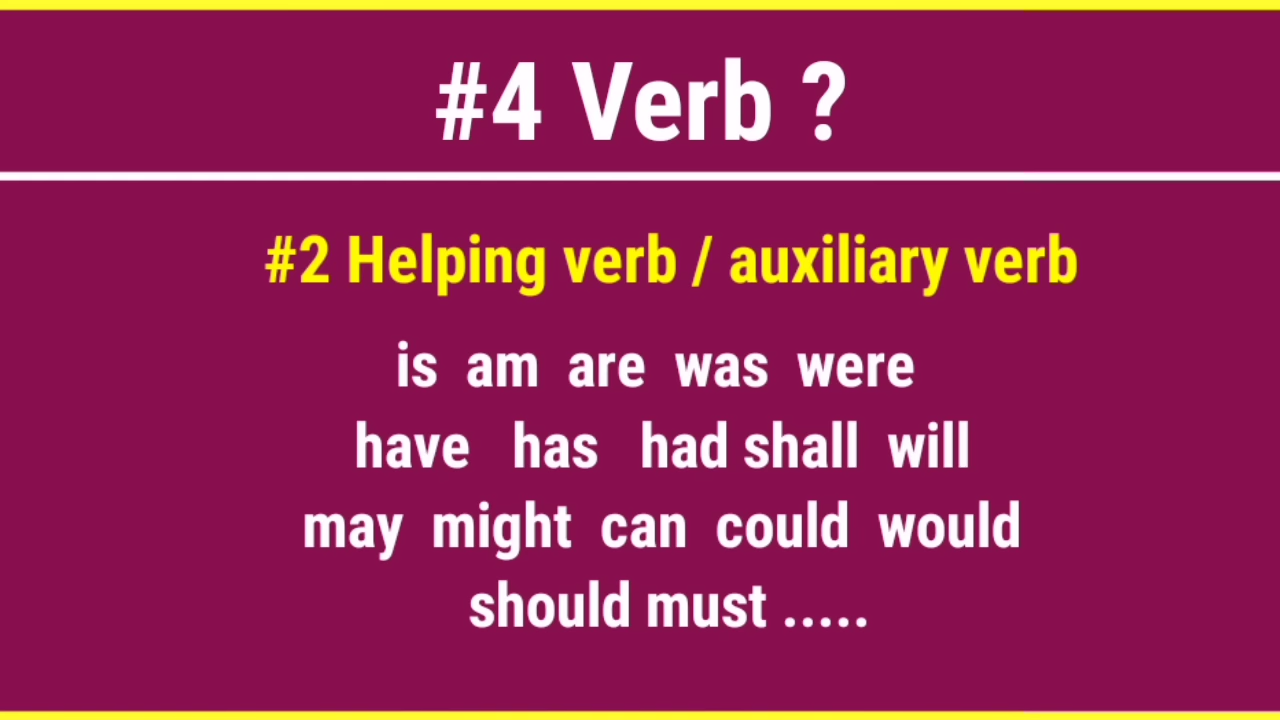 #4 Verb ?
#2 Helping verb / auxiliary verb
is am are was were
have has had shall will
may might can could would
should must .....